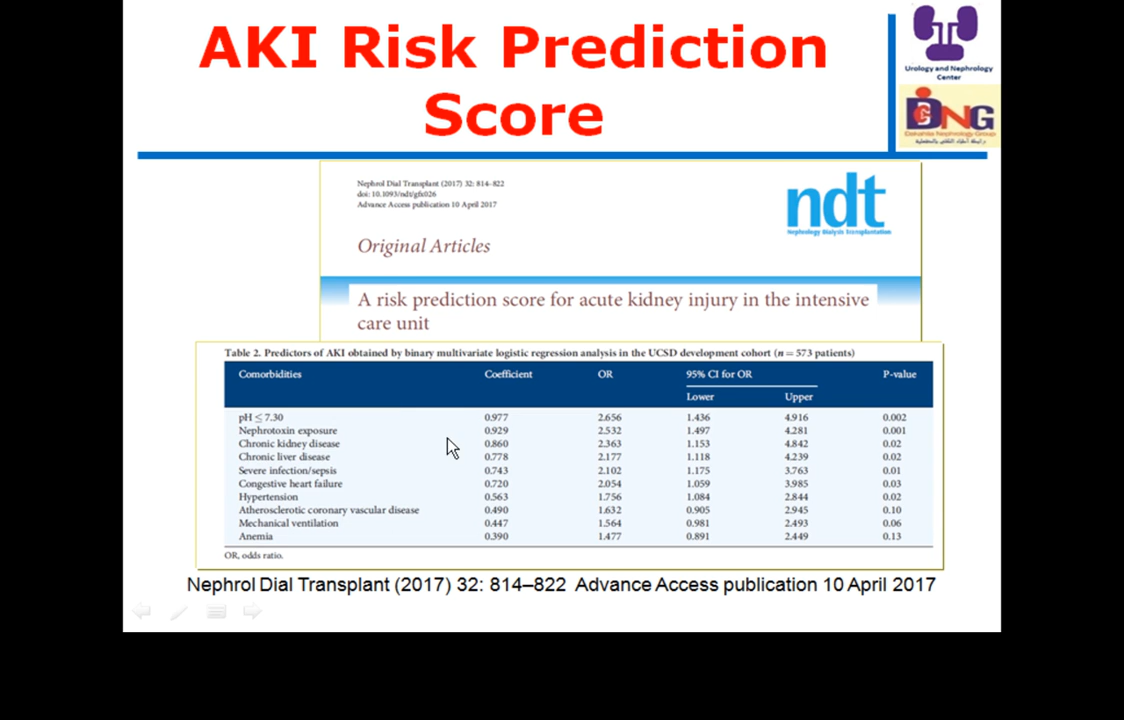 AKI Risk Prediction
Score
Urology and Nephrology
Center
DNG
Dakahlia Nephrology Group
Nephrol Dial Transplant (2017) 32: 814–822
doi: 10.1093/ndt/gfx026
Advance Access publication 10 April 2017
ndt
Nephrology Dialysis Transplantation
Original Articles
A risk prediction score for acute kidney injury in the intensive
care unit
Table 2. Predictors of AKI obtained by binary multivariate logistic regression analysis in the UCSD development cohort (n = 573 patients)
Comorbidities Coefficient OR 95% CI for OR P-value
Lower Upper
pH ≤ 7.30 0.977 2.656 1.436 4.916 0.002
Nephrotoxin exposure 0.929 2.532 1.497 4.281 0.001
Chronic kidney disease 0.860 2.363 1.153 4.842 0.02
Chronic liver disease 0.778 2.177 1.118 4.239 0.02
Severe infection/sepsis 0.743 2.102 1.175 3.763 0.01
Congestive heart failure 0.720 2.054 1.059 3.985 0.03
Hypertension 0.563 1.756 1.084 2.844 0.02
Atherosclerotic coronary vascular disease 0.490 1.632 0.905 2.945 0.10
Mechanical ventilation 0.447 1.564 0.981 2.493 0.06
Anemia 0.390 1.477 0.891 2.449 0.13
OR, odds ratio.
Nephrol Dial Transplant (2017) 32: 814–822 Advance Access publication 10 April 2017